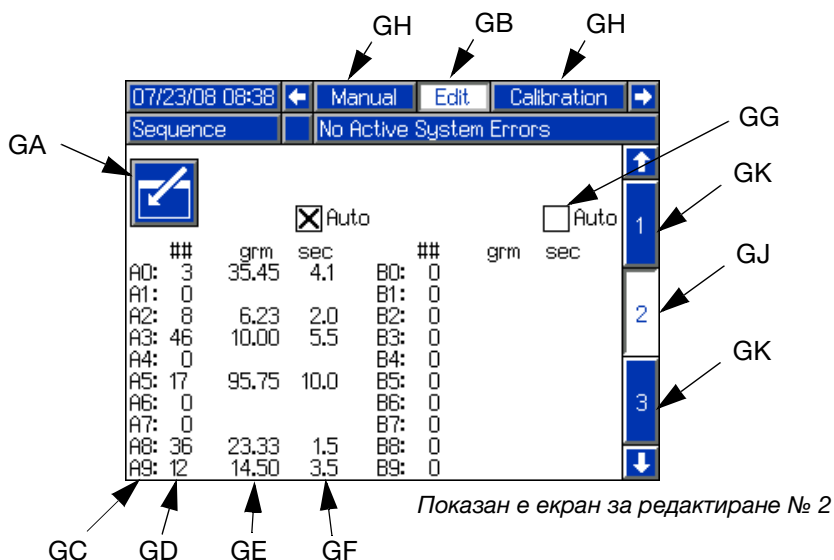 GH GB GH
07/23/08 08:38 Manual Edit Calibration
Sequence No Active System Errors
GG
GA
GK
Auto Auto 1
## grm sec ## grm sec
GJ
A0: 3 35.45 4.1 B0: 0
A1: 0 B1: 0
A2: 8 6.23 2.0 B2: 0 2
A3: 46 10.00 5.5 B3: 0
A4: 0 B4: 0
GK
A5: 17 95.75 10.0 B5: 0
A6: 0 B6: 0 3
A7: 0 B7: 0
A8: 36 23.33 1.5 B8: 0
A9: 12 14.50 3.5 B9: 0
Показан е екран за редактиране № 2
GC GD GE GF